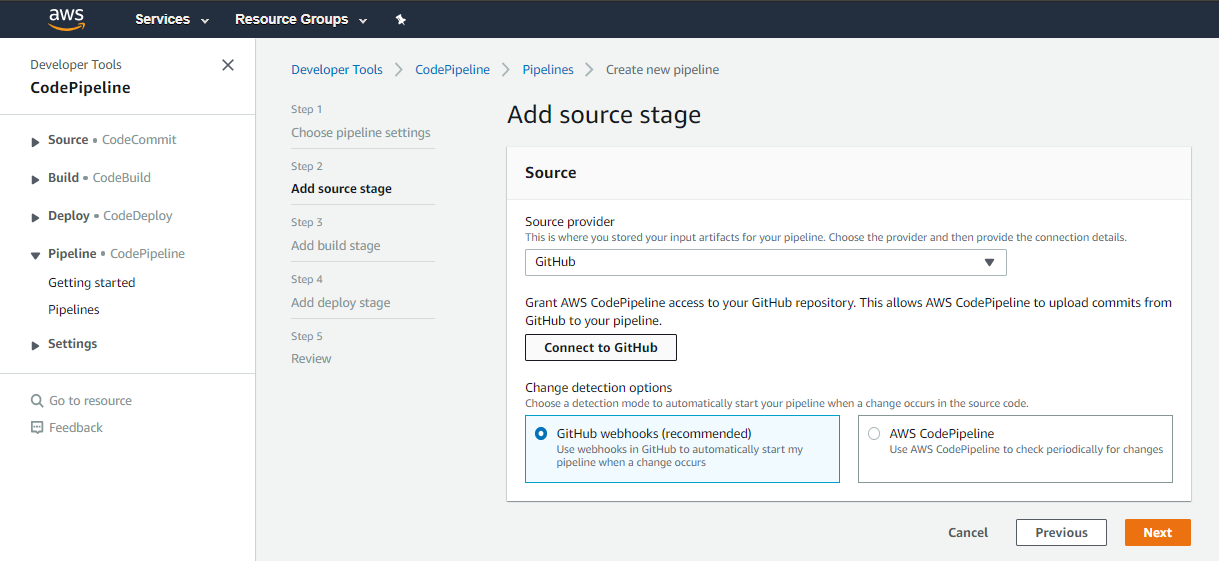 aws
Services
Resource Groups
Developer Tools
CodePipeline
Source • CodeCommit
Build • CodeBuild
Deploy • CodeDeploy
Pipeline • CodePipeline
Getting started
Pipelines
Settings
Go to resource
Feedback
Developer Tools
CodePipeline
Pipelines
Create new pipeline
Step 1
Choose pipeline settings
Step 2
Add source stage
Step 3
Add build stage
Step 4
Add deploy stage
Step 5
Review
Add source stage
Source
Source provider
This is where you stored your input artifacts for your pipeline. Choose the provider and then provide the connection details.
GitHub
Grant AWS CodePipeline access to your GitHub repository. This allows AWS CodePipeline to upload commits from
GitHub to your pipeline.
Connect to GitHub
Change detection options
Choose a detection mode to automatically start your pipeline when a change occurs in the source code.
GitHub webhooks (recommended)
Use webhooks in GitHub to automatically start my
pipeline when a change occurs
AWS CodePipeline
Use AWS CodePipeline to check periodically for changes
Cancel
Previous
Next